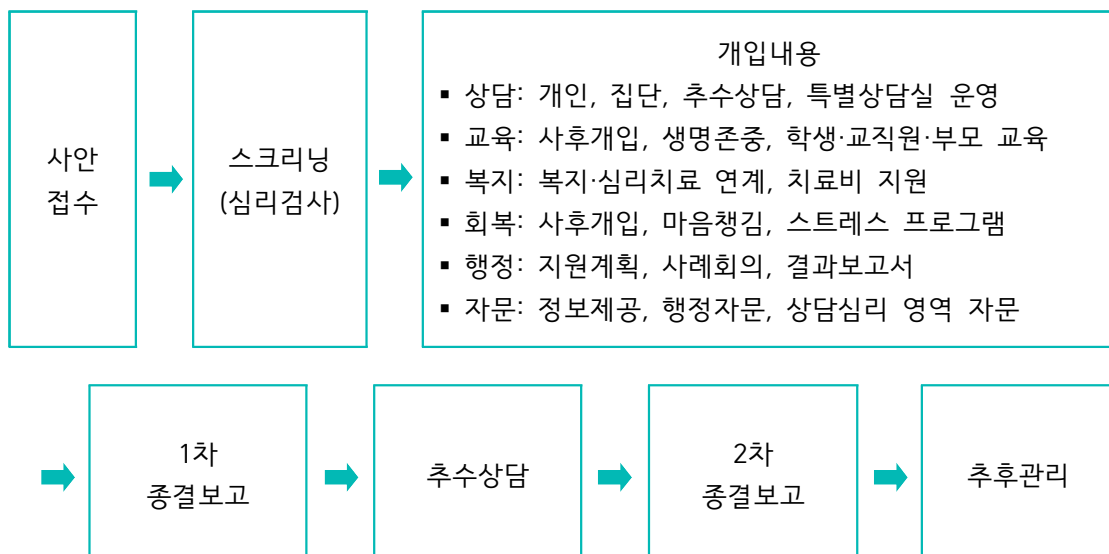 사안
접수
스크리닝
(심리검사)
개입내용
▪ 상담: 개인, 집단, 추수상담, 특별상담실 운영
▪ 교육: 사후개입, 생명존중, 학생·교직원·부모 교육
▪ 복지: 복지·심리치료 연계, 치료비 지원
▪ 회복: 사후개입, 마음챙김, 스트레스 프로그램
▪ 행정: 지원계획, 사례회의, 결과보고서
▪ 자문: 정보제공, 행정자문, 상담심리 영역 자문
1차
종결보고
추수상담
2차
종결보고
추후관리